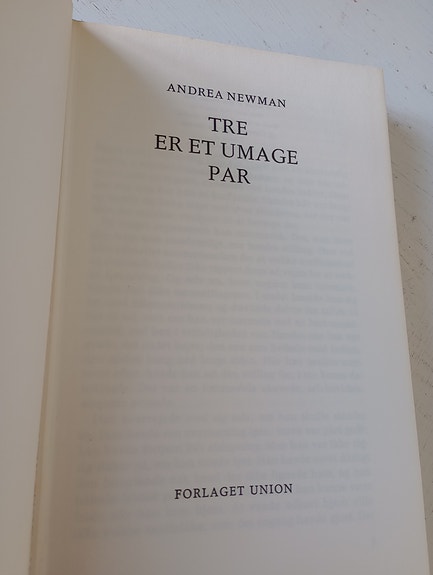 ANDREA NEWMAN
TRE
ER ET UMAGE
PAR
FORLAGET UNION